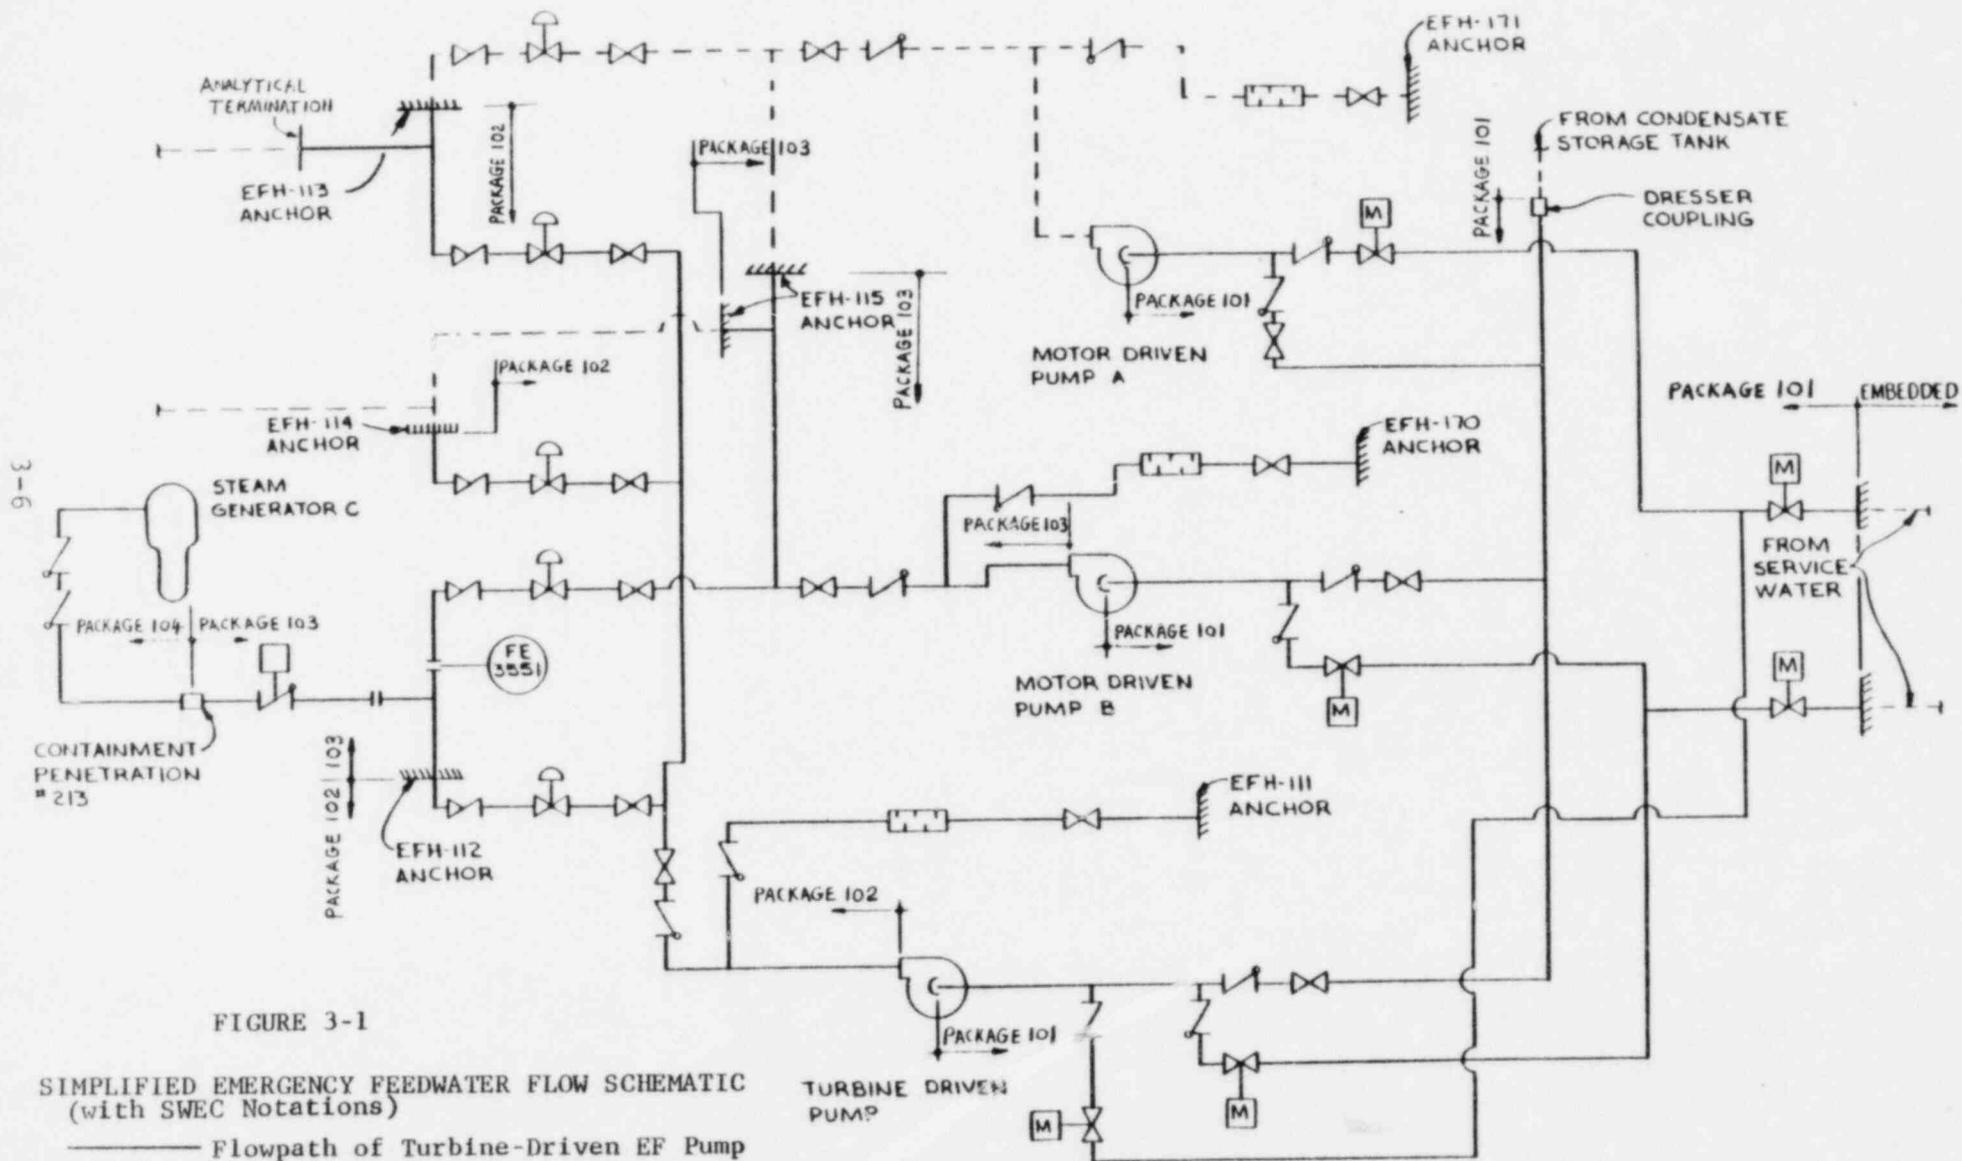 EFH-171
ANCHOR
ANALYTICAL
TERMINATION
PACKAGE 102
PACKAGE 103
FROM CONDENSATE
STORAGE TANK
PACKAGE 101
DRESSER
COUPLING
EFH-113
ANCHOR
M
EFH-115
ANCHOR
PACKAGE 103
PACKAGE 101
MOTOR DRIVEN
PUMP A
PACKAGE 102
PACKAGE 101
EMBEDDED
EFH-114
ANCHOR
EFH-170
ANCHOR
3-6
STEAM
GENERATOR C
M
PACKAGE 103
FROM
SERVICE
WATER
PACKAGE 104
PACKAGE 103
FE
3551
PACKAGE 101
M
MOTOR DRIVEN
PUMP B
M
CONTAINMENT
PENETRATION
#213
PACKAGE 102 103
EFH-111
ANCHOR
EFH-112
ANCHOR
PACKAGE 102
FIGURE 3-1
PACKAGE 101
SIMPLIFIED EMERGENCY FEEDWATER FLOW SCHEMATIC
(with SWEC Notations)
TURBINE DRIVEN
PUMP
M
M
Flowpath of Turbine-Driven EF Pump